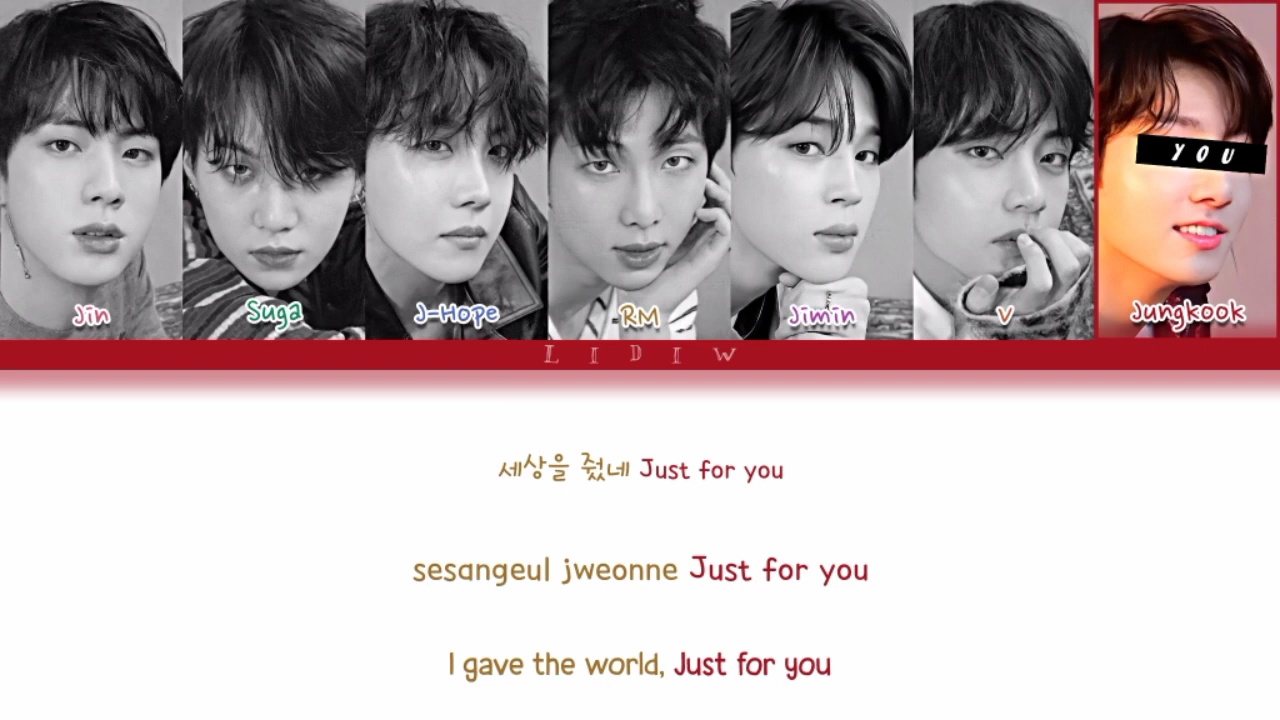 YOU
Jin Suga J-Hope RM Jimin V Jungkook
LIDIW
세상을 줬네 Just for you
sesangeul jweonne Just for you
I gave the world, Just for you